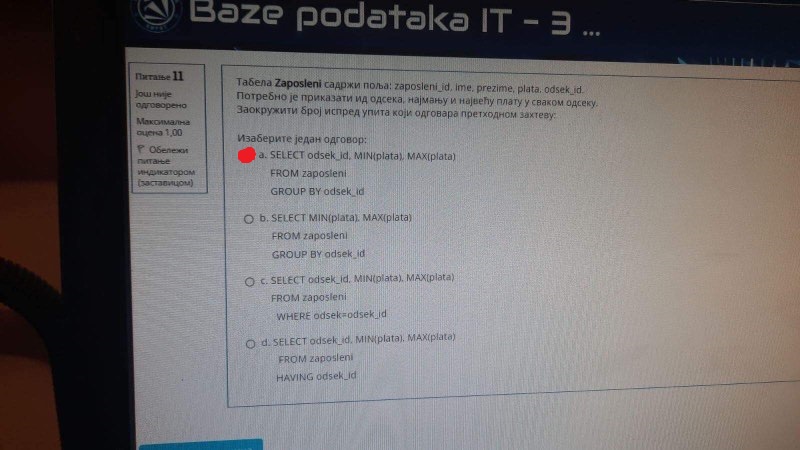 Baze podataka IT - 3 ...
Питање 11
Још није
одговорено
Максимална
оцена 1,00
Обележи
питање
индикатором
(заставицом)
Табела Zaposleni садржи поља: zaposleni_id, ime, prezime, plata, odsek_id.
Потребно је приказати ид одсека, најмању и највећу плату у сваком одсеку.
Заокружити број испред упита који одговара претходном захтеву:
Изаберите један одговор:
a. SELECT odsek_id, MIN(plata), MAX(plata)
FROM zaposleni
GROUP BY odsek_id
b. SELECT MIN(plata), MAX(plata)
FROM zaposleni
GROUP BY odsek_id
c. SELECT odsek_id, MIN(plata), MAX(plata)
FROM zaposleni
WHERE odsek=odsek_id
d. SELECT odsek_id, MIN(plata), MAX(plata)
FROM zaposleni
HAVING odsek_id